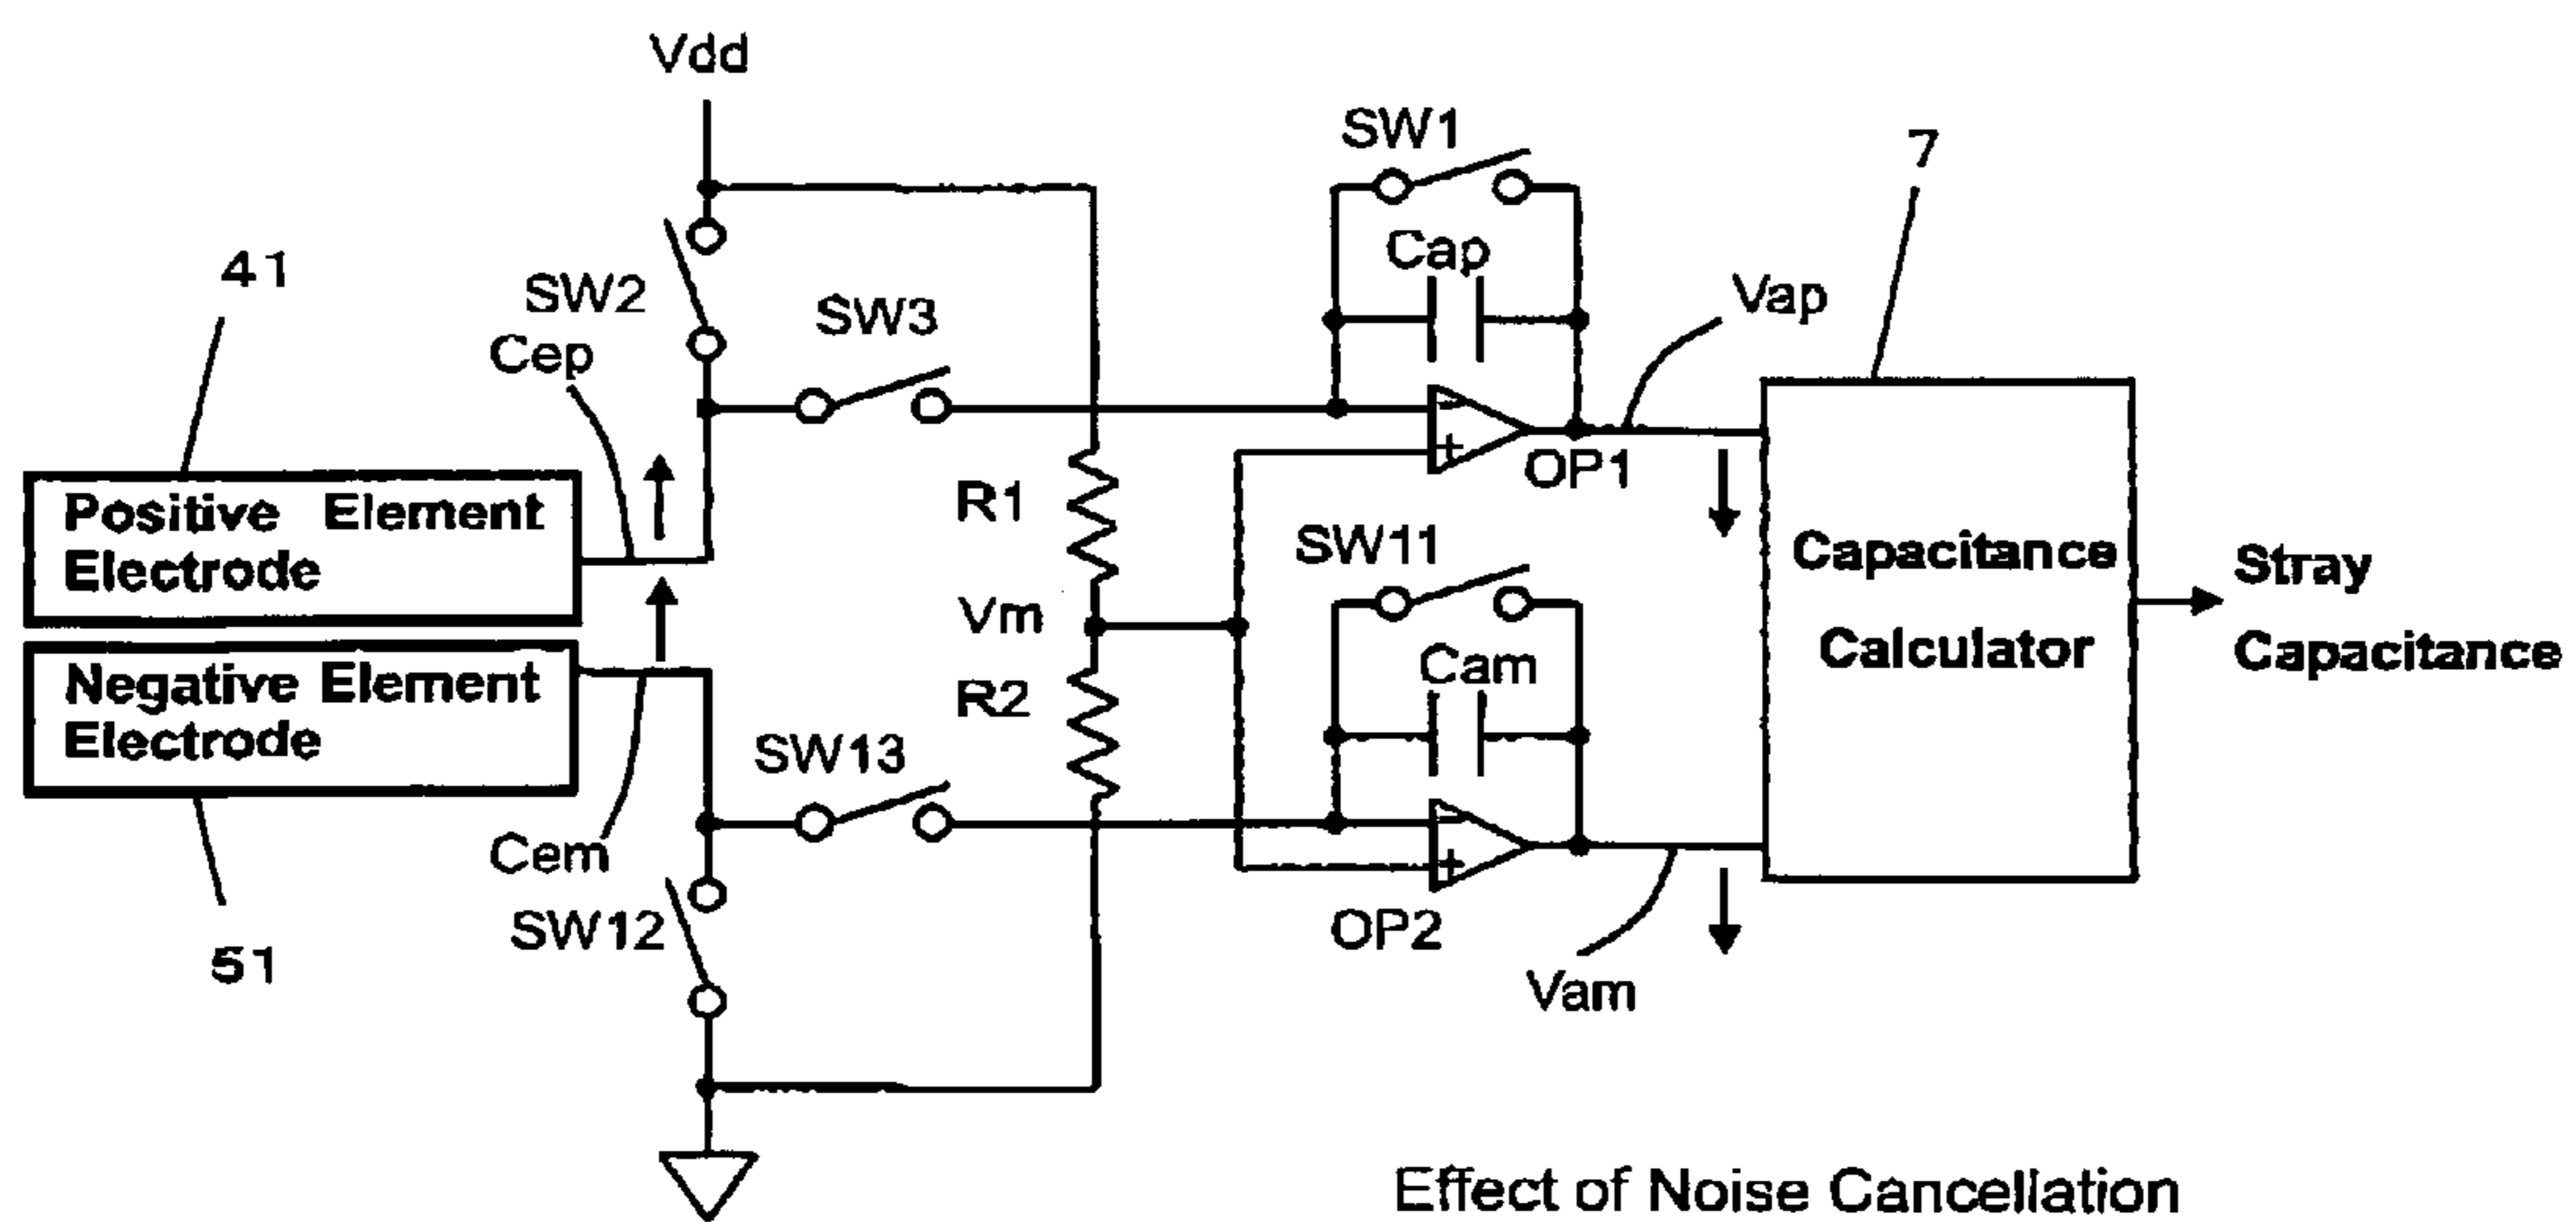 Vdd
SW1
7
41
SW2
Cap
Vap
Cep
SW3
Positive Element
Electrode
R1
OP1
SW11
Capacitance
Calculator
Stray
Capacitance
Vm
Negative Element
Electrode
R2
Cam
SW13
Cem
SW12
OP2
51
Vam
Effect of Noise Cancellation